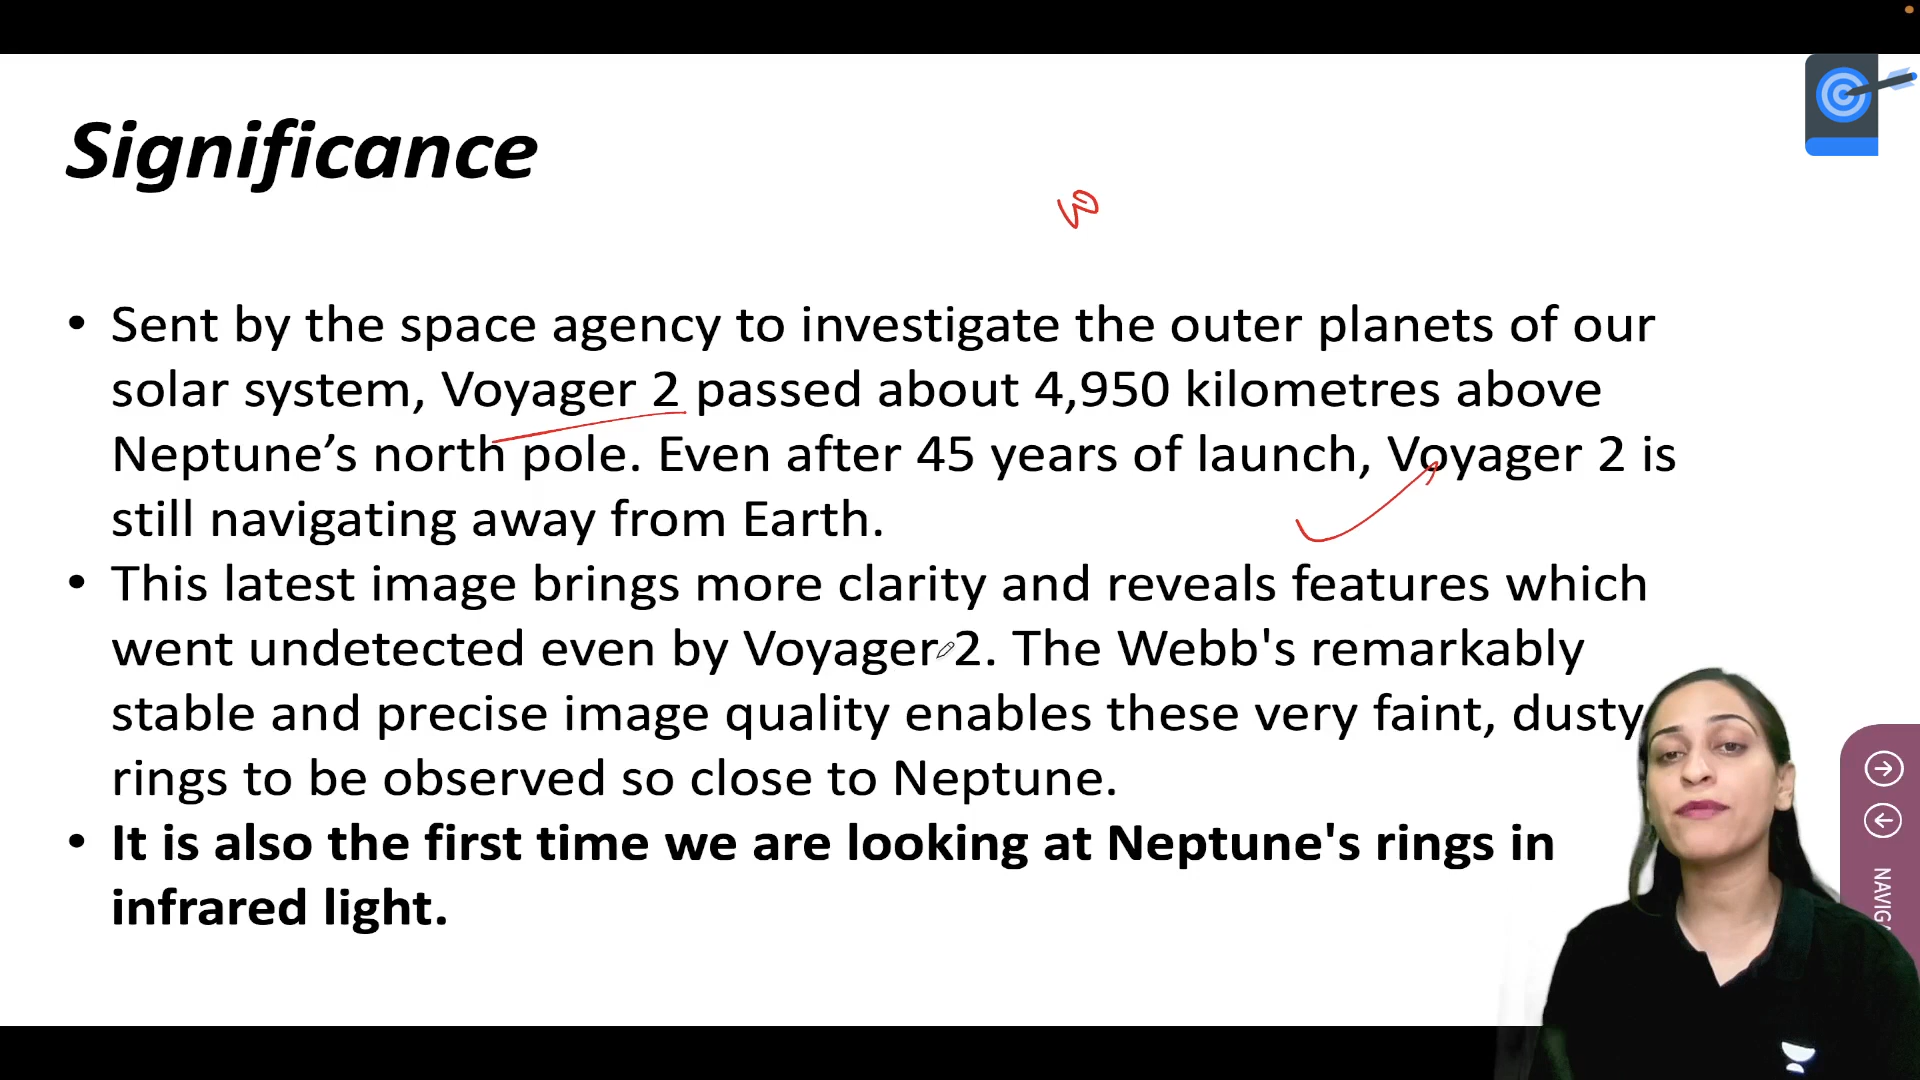 Significance
• Sent by the space agency to investigate the outer planets of our
solar system, Voyager 2 passed about 4,950 kilometres above
Neptune’s north pole. Even after 45 years of launch, Voyager 2 is
still navigating away from Earth.
• This latest image brings more clarity and reveals features which
went undetected even by Voyager 2. The Webb's remarkably
stable and precise image quality enables these very faint, dusty
rings to be observed so close to Neptune.
• It is also the first time we are looking at Neptune's rings in
infrared light.